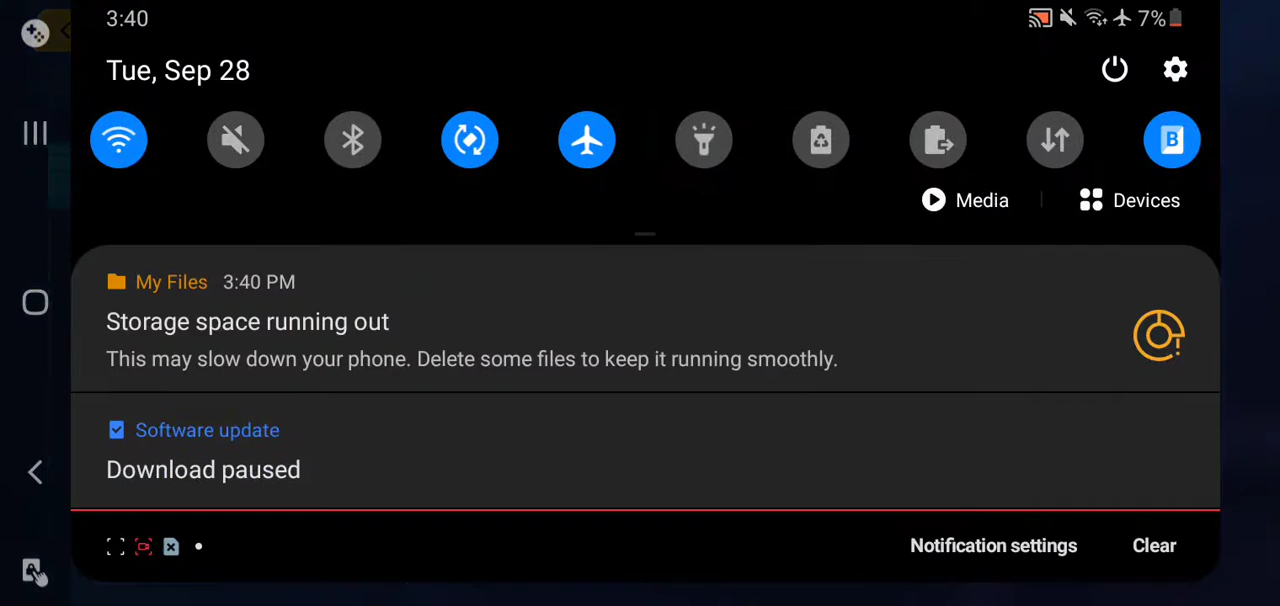 3:40
7%
Tue, Sep 28
B
Media
Devices
My Files 3:40 PM
Storage space running out
This may slow down your phone. Delete some files to keep it running smoothly.
Software update
Download paused
Notification settings
Clear